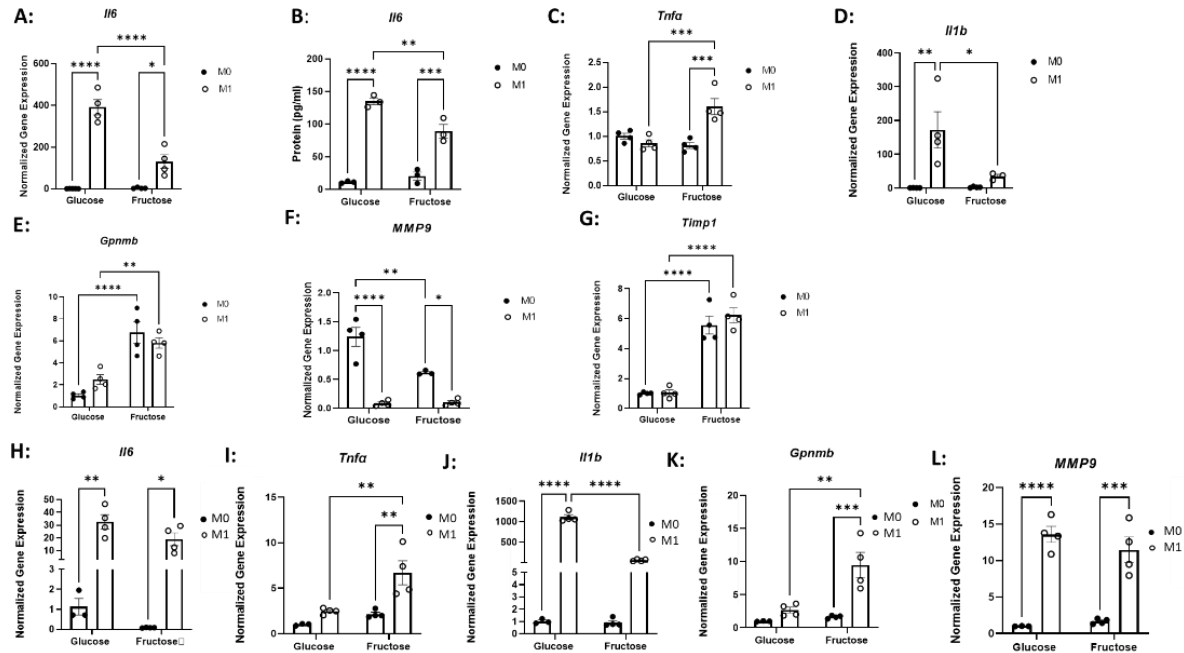 A:
Il6
****
****
*
Normalized Gene Expression
600
400
200
0
Glucose
Fructose
M0
M1
B:
Il6
**
****
***
Protein (pg/ml)
200
150
100
50
0
Glucose
Fructose
M0
M1
C:
Tnfα
***
***
Normalized Gene Expression
2.5
2.0
1.5
1.0
0.5
0.0
Glucose
Fructose
M0
M1
D:
Il1b
**
*
Normalized Gene Expression
400
300
200
100
0
Glucose
Fructose
M0
M1
E:
Gpnmb
**
****
Normalized Gene Expression
10
8
6
4
2
0
Glucose
Fructose
M0
M1
F:
MMP9
**
****
*
Normalized Gene Expression
2.0
1.5
1.0
0.5
0.0
Glucose
Fructose
M0
M1
G:
Timp1
****
****
Normalized Gene Expression
10
8
6
4
2
0
Glucose
Fructose
M0
M1
H:
Il6
**
*
Normalized Gene Expression
50
40
30
20
10
2
1
0
Glucose
Fructose
M0
M1
I:
Tnfα
**
**
Normalized Gene Expression
15
10
5
0
Glucose
Fructose
M0
M1
J:
Il1b
****
****
Normalized Gene Expression
1500
1000
500
4
3
2
1
0
Glucose
Fructose
M0
M1
K:
Gpnmb
**
***
Normalized Gene Expression
20
15
10
5
0
Glucose
Fructose
M0
M1
L:
MMP9
****
***
Normalized Gene Expression
20
15
10
5
0
Glucose
Fructose
M0
M1